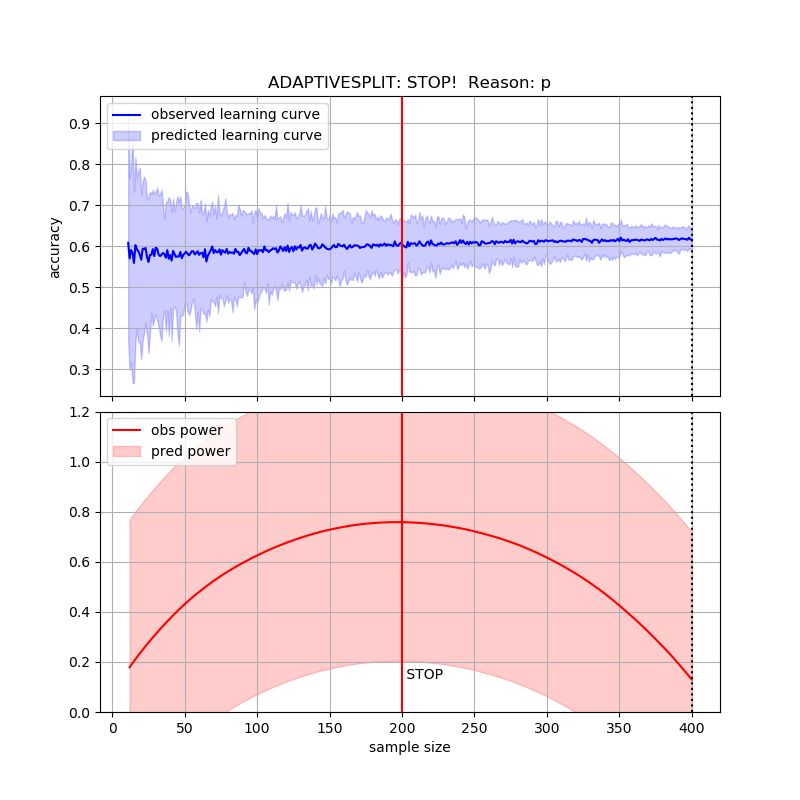 ADAPTIVESPLIT: STOP!  Reason: p
observed learning curve
predicted learning curve
accuracy
0.9
0.8
0.7
0.6
0.5
0.4
0.3
obs power
pred power
1.2
1.0
0.8
0.6
0.4
0.2
0.0
STOP
0 50 100 150 200 250 300 350 400
sample size